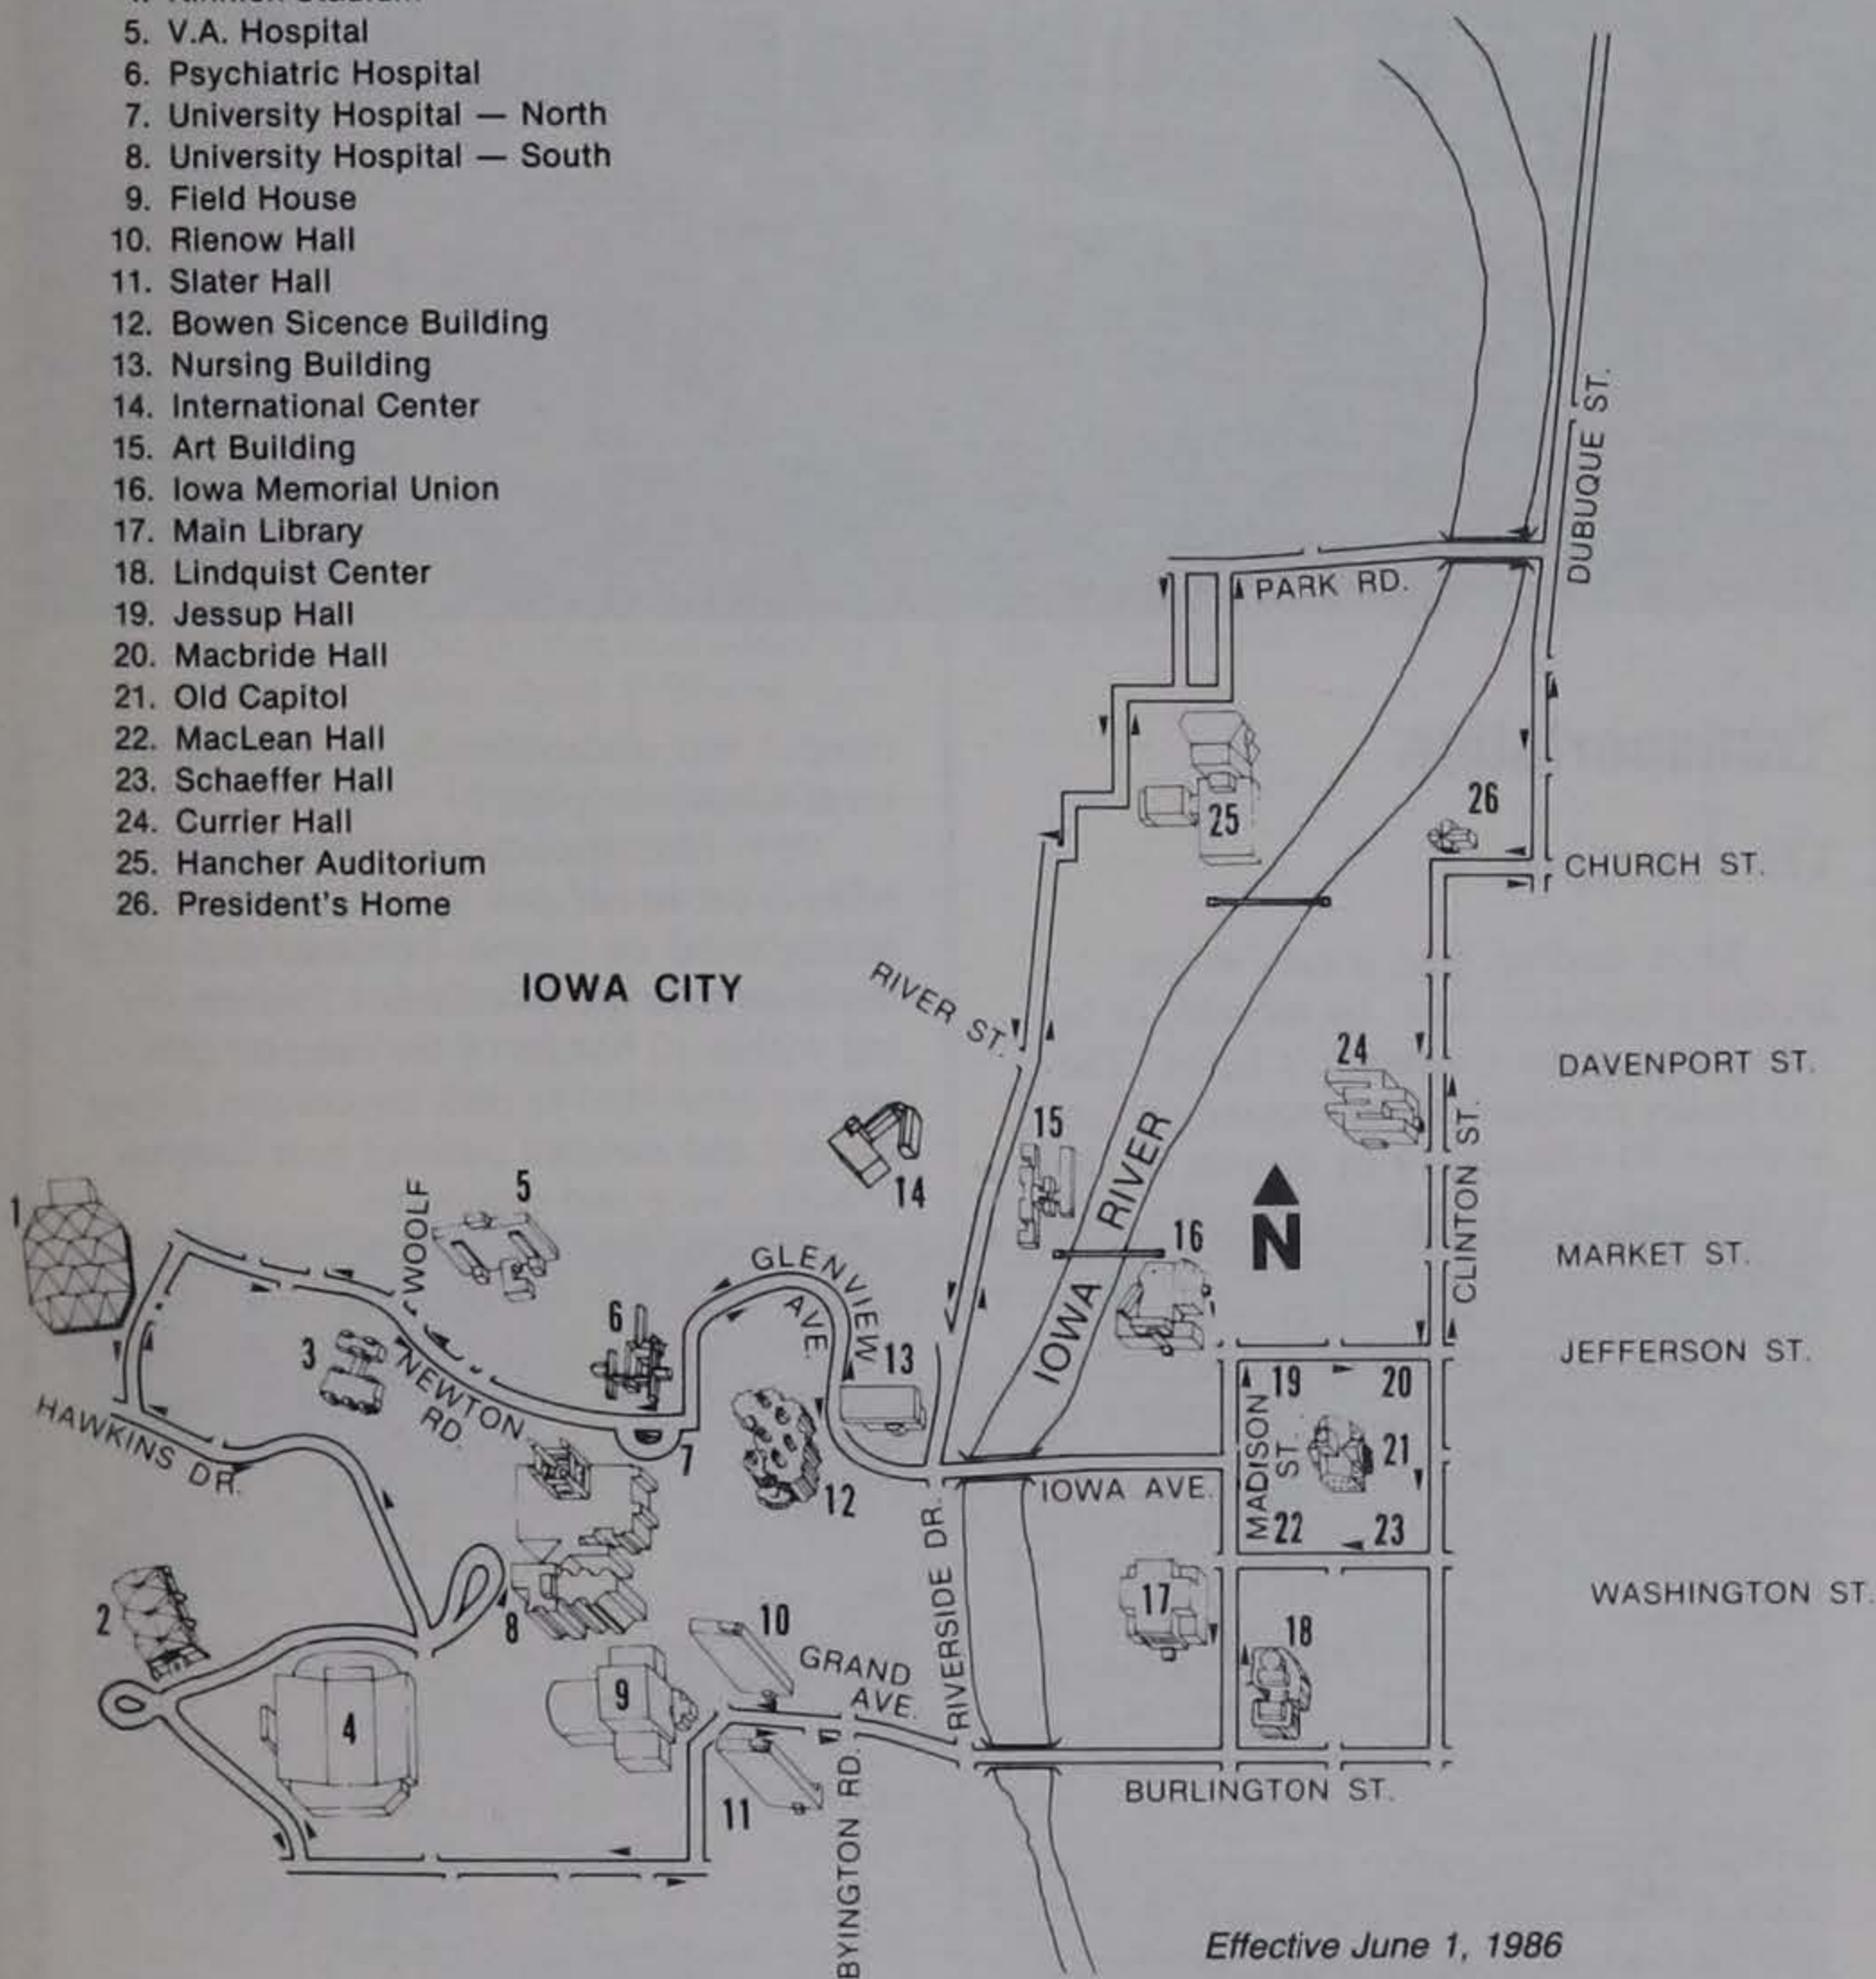 5. V.A. Hospital
6. Psychiatric Hospital
7. University Hospital — North
8. University Hospital — South
9. Field House
10. Rienow Hall
11. Slater Hall
12. Bowen Sicence Building
13. Nursing Building
14. International Center
15. Art Building
16. Iowa Memorial Union
17. Main Library
18. Lindquist Center
19. Jessup Hall
20. Macbride Hall
21. Old Capitol
22. MacLean Hall
23. Schaeffer Hall
24. Currier Hall
25. Hancher Auditorium
26. President's Home
DUBUQUE ST.
PARK RD.
26
25
CHURCH ST.
IOWA CITY
RIVER ST.
24
DAVENPORT ST.
15
14
IOWA RIVER
N
CLINTON ST.
1
WOOLF
5
16
MARKET ST.
GLENVIEW
AVE.
6
13
3
NEWTON
RD.
JEFFERSON ST.
19
20
MADISON
ST.
21
HAWKINS DR.
7
12
IOWA AVE.
22
23
RIVERSIDE DR.
2
8
10
17
18
WASHINGTON ST.
GRAND
AVE.
9
4
11
BYINGTON RD.
BURLINGTON ST.
Effective June 1, 1986